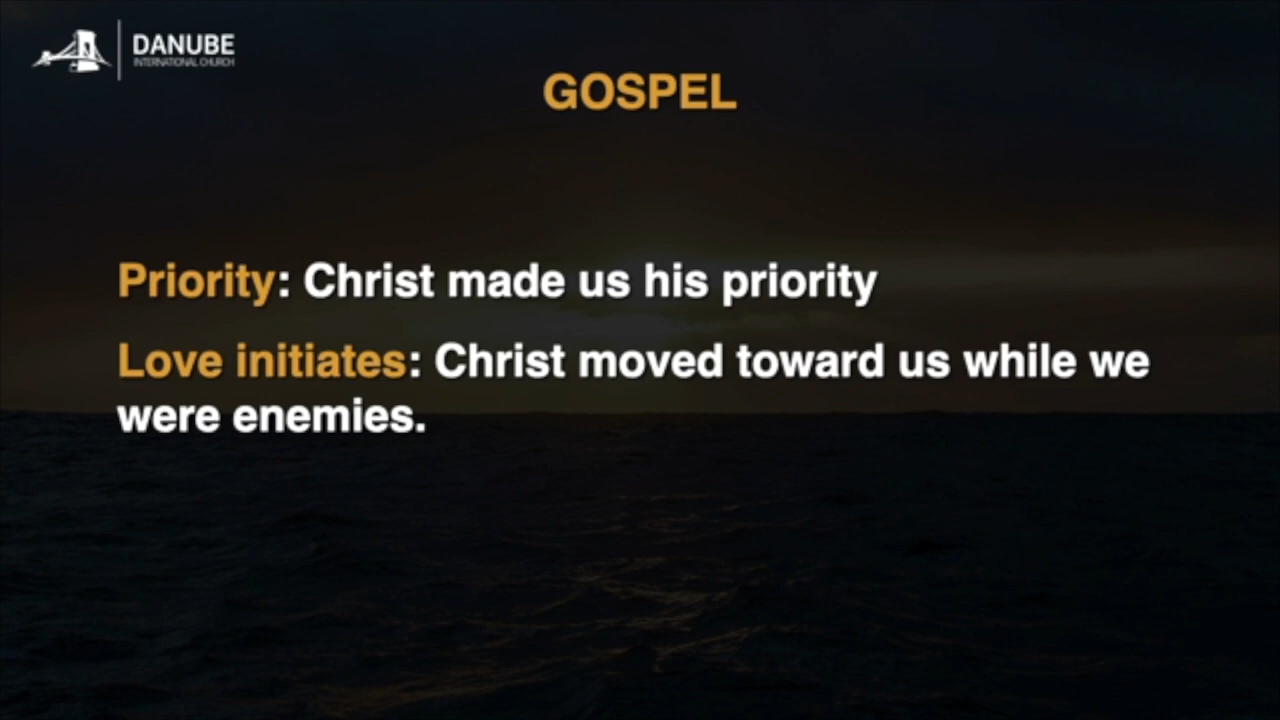 DANUBE
INTERNATIONAL CHURCH
GOSPEL
Priority: Christ made us his priority
Love initiates: Christ moved toward us while we
were enemies.